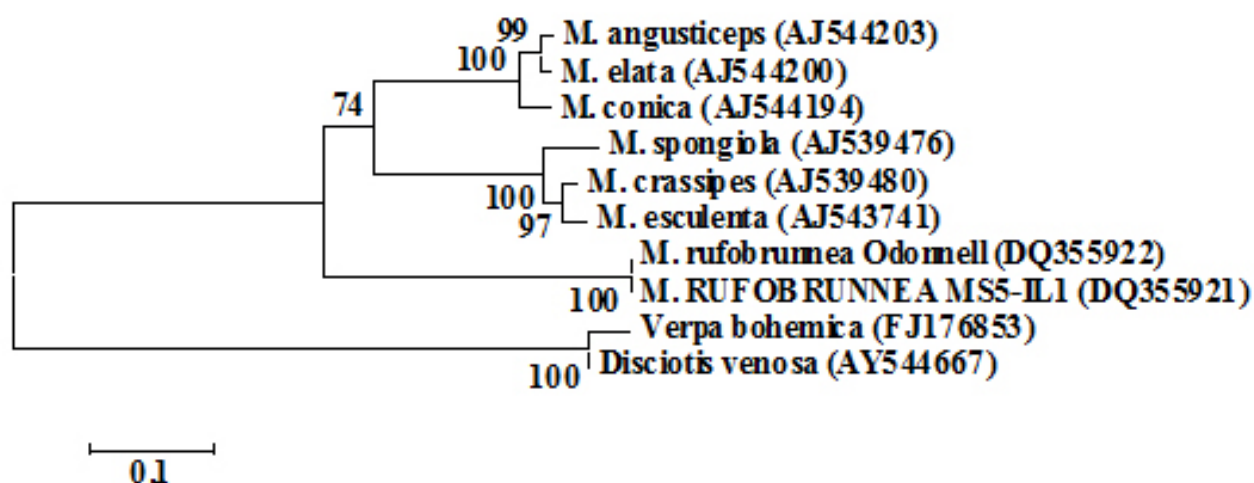 99 M. angusticeps (AJ544203)
100 M. elata (AJ544200)
M. conica (AJ544194)
74
M. spongiola (AJ539476)
100 M. crassipes (AJ539480)
97 M. esculenta (AJ543741)
M. rufobrunnea Odonnell (DQ355922)
100 M. RUFOBRUNNEA MS5-IL1 (DQ355921)
Verpa bohemica (FJ176853)
100 Disciotis venosa (AY544667)
0.1